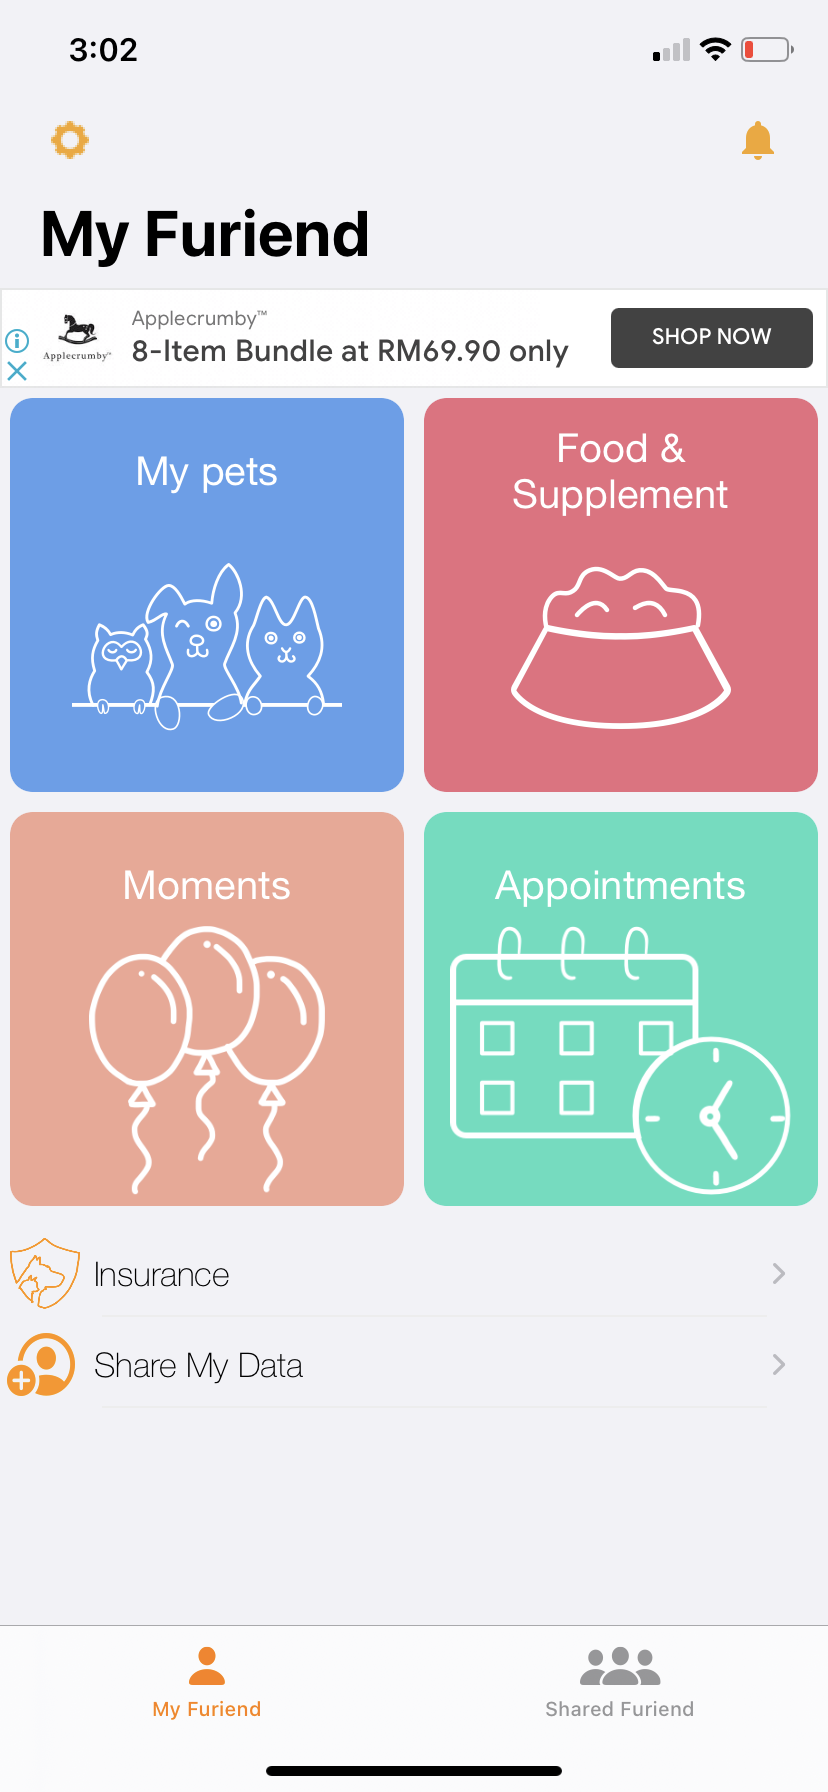 3:02
My Furiend
Applecrumby™
Applecrumby™
8-Item Bundle at RM69.90 only
SHOP NOW
My pets
Food &
Supplement
Moments
Appointments
Insurance
Share My Data
My Furiend
Shared Furiend